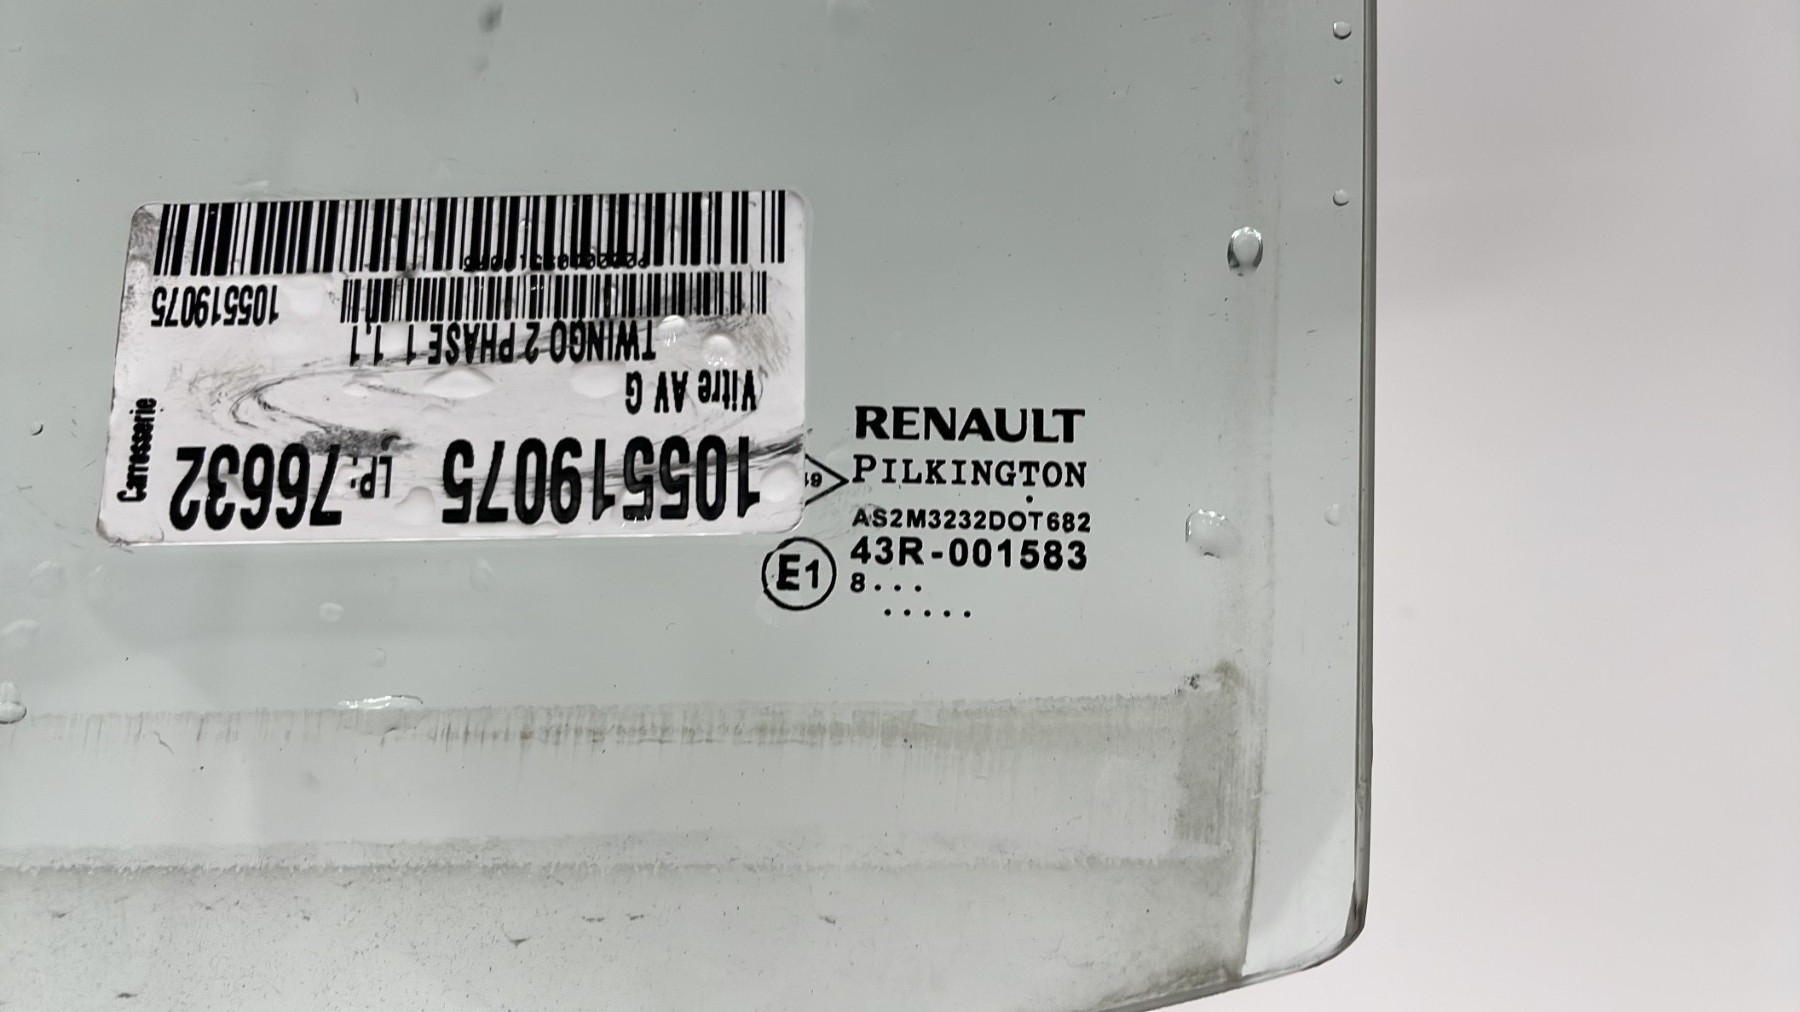 105519075 LP:76632
Vitre AV G
TWINGO 2 PHASE 1 1,1
105519075
Carrosserie
RENAULT
PILKINGTON
AS2M3232DOT682
43R-001583
E1
8...
.....